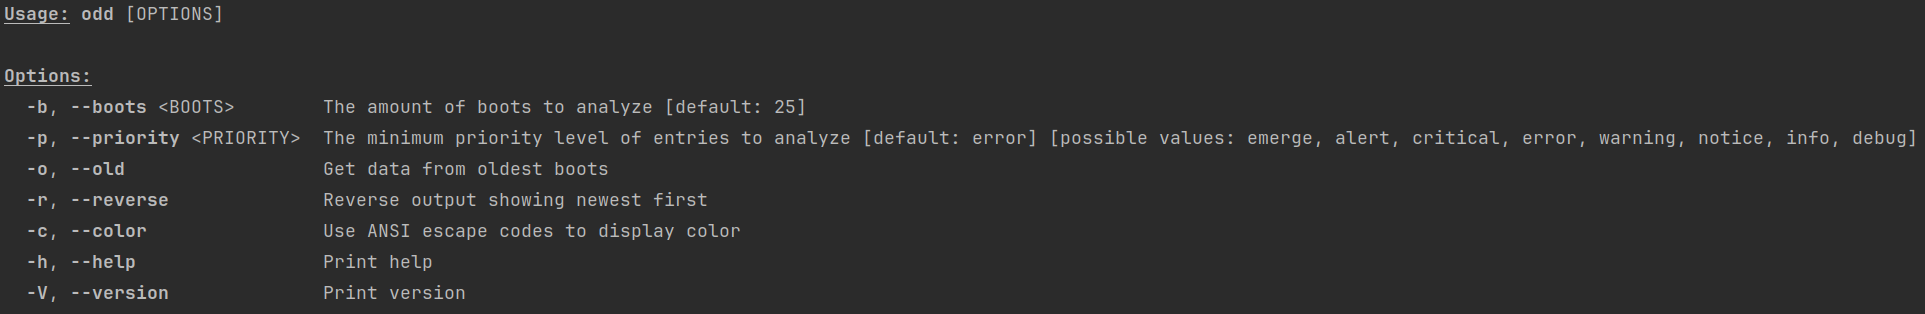 Usage: odd [OPTIONS]
Options:
-b, --boots <BOOTS> The amount of boots to analyze [default: 25]
-p, --priority <PRIORITY> The minimum priority level of entries to analyze [default: error] [possible values: emerge, alert, critical, error, warning, notice, info, debug]
-o, --old Get data from oldest boots
-r, --reverse Reverse output showing newest first
-c, --color Use ANSI escape codes to display color
-h, --help Print help
-V, --version Print version